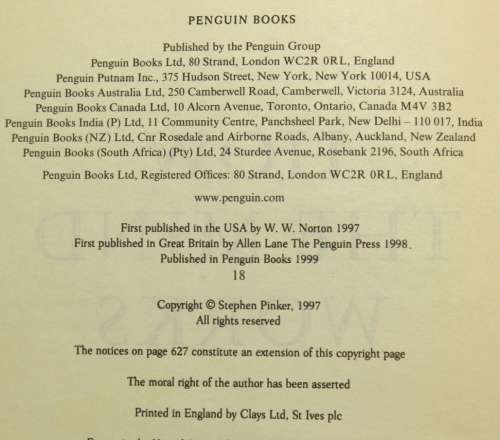 PENGUIN BOOKS
Published by the Penguin Group
Penguin Books Ltd, 80 Strand, London WC2R 0RL, England
Penguin Putnam Inc., 375 Hudson Street, New York, New York 10014, USA
Penguin Books Australia Ltd, 250 Camberwell Road, Camberwell, Victoria 3124, Australia
Penguin Books Canada Ltd, 10 Alcorn Avenue, Toronto, Ontario, Canada M4V 3B2
Penguin Books India (P) Ltd, 11 Community Centre, Panchsheel Park, New Delhi – 110 017, India
Penguin Books (NZ) Ltd, Cnr Rosedale and Airborne Roads, Albany, Auckland, New Zealand
Penguin Books (South Africa) (Pty) Ltd, 24 Sturdee Avenue, Rosebank 2196, South Africa
Penguin Books Ltd, Registered Offices: 80 Strand, London WC2R 0RL, England
www.penguin.com
First published in the USA by W. W. Norton 1997
First published in Great Britain by Allen Lane The Penguin Press 1998
Published in Penguin Books 1999
18
Copyright © Stephen Pinker, 1997
All rights reserved
The notices on page 627 constitute an extension of this copyright page
The moral right of the author has been asserted
Printed in England by Clays Ltd, St Ives plc